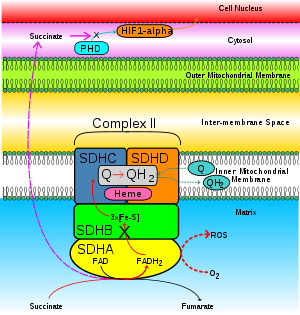 Cell Nucleus
HIF1-alpha
Succinate
X
Cytosol
PHD
Outer Mitochondrial Membrane
Inter-membrane Space
Complex II
SDHC
SDHD
Q
QH2
Q
QH2
Inner Mitochondrial
Membrane
Heme
3x[Fe-S]
Matrix
SDHB
X
SDHA
FAD
FADH2
ROS
O2
Succinate
Fumarate